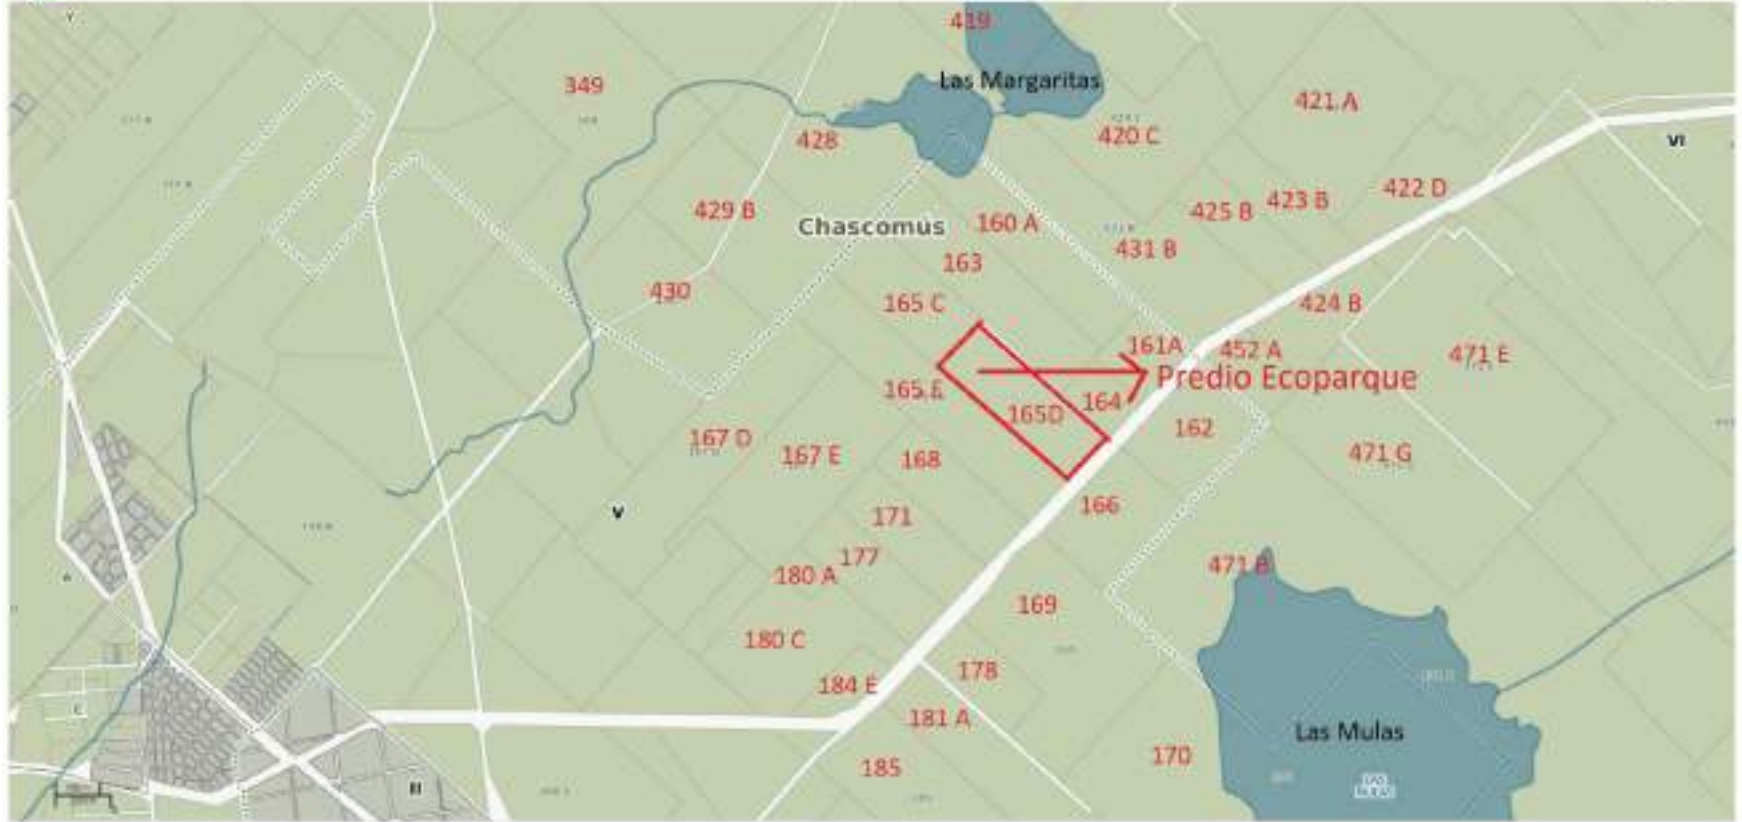 419
Y
Las Margaritas
349
421 A
428
420 C
VI
422 D
429 B
423 B
425 B
Chascomús
160 A
431 B
163
430
165 C
424 B
161A
452 A
471 E
Predio Ecoparque
165 E
164
165D
162
167 D
167 E
168
471 G
166
V
171
177
180 A
471 B
169
180 C
178
184 E
181 A
Las Mulas
170
185
III